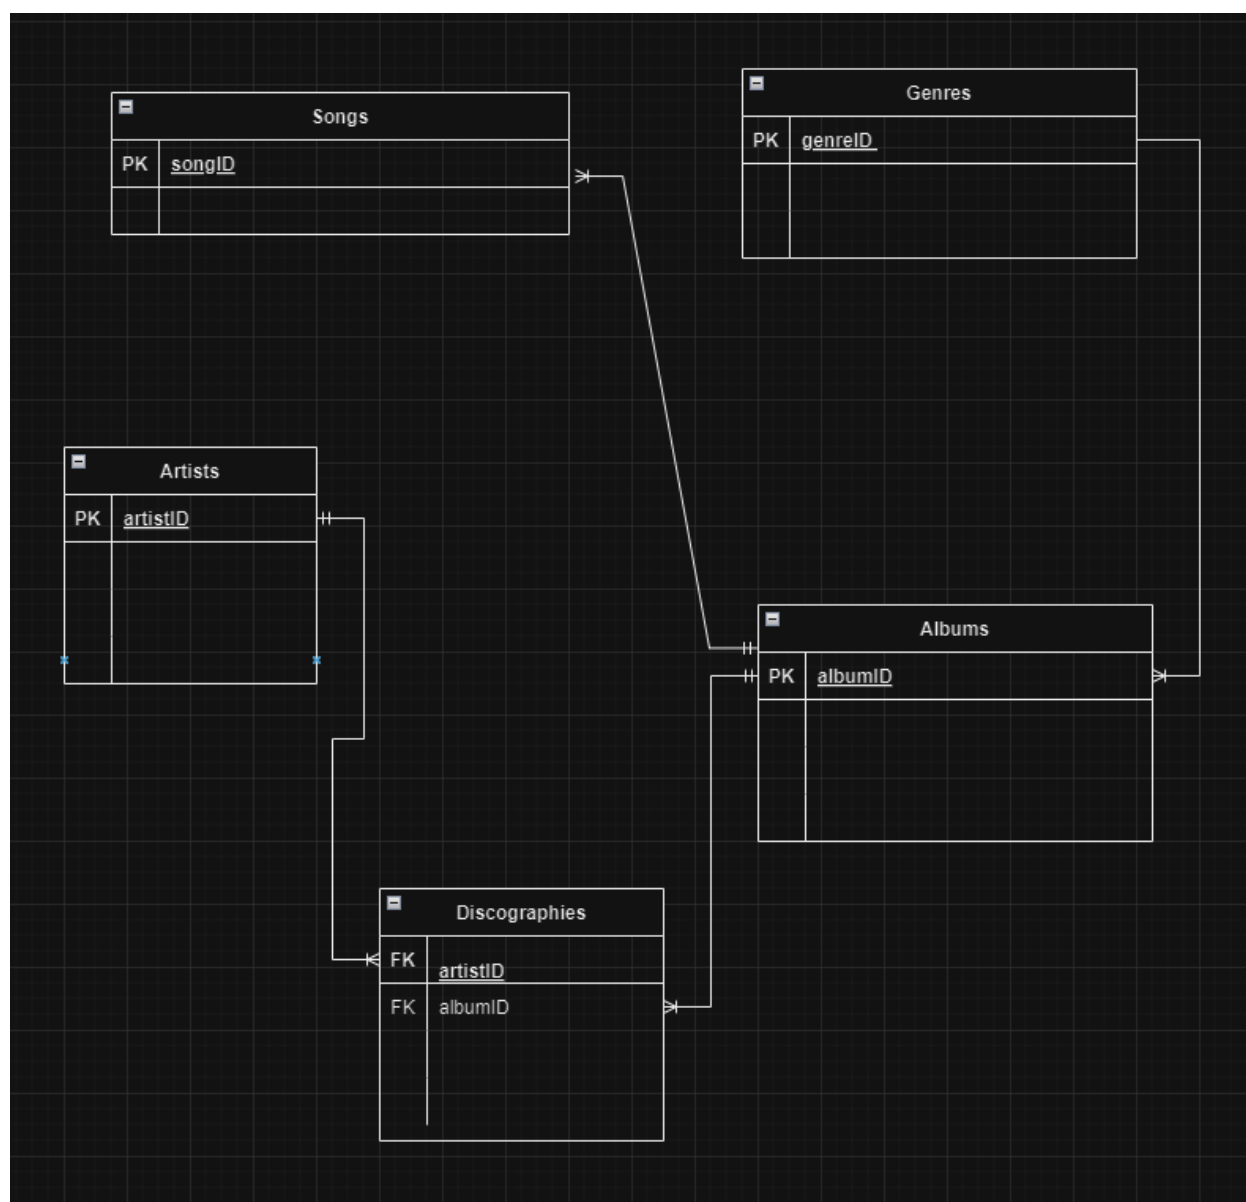 Songs
PK songID
Genres
PK genreID
Artists
PK artistID
Albums
PK albumID
Discographies
FK artistID
FK albumID